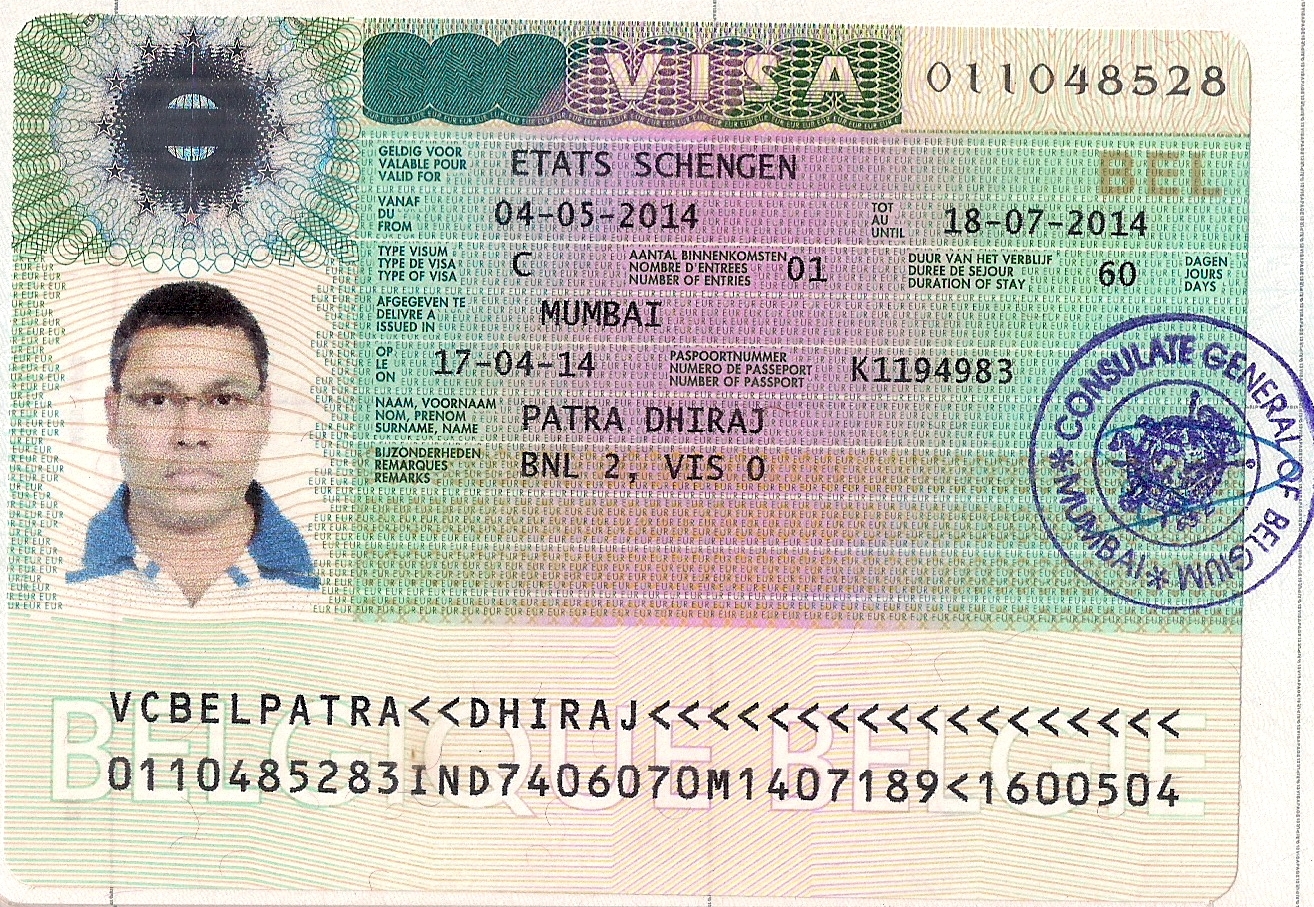 VISA 011048528
BEL
GELDIG VOOR
VALABLE POUR
VALID FOR
ETATS SCHENGEN
VANAF
DU
FROM
04-05-2014
TOT
AU
UNTIL
18-07-2014
TYPE VISUM
TYPE DE VISA
TYPE OF VISA
C
AANTAL BINNENKOMSTEN
NOMBRE D'ENTREES
NUMBER OF ENTRIES
01
DUUR VAN HET VERBLIJF
DUREE DE SEJOUR
DURATION OF STAY
60
DAGEN
JOURS
DAYS
AFGEGEVEN TE
DELIVRE A
ISSUED IN
MUMBAI
OP
LE
ON
17-04-14
PASPOORTNUMMER
NUMERO DE PASSEPORT
NUMBER OF PASSPORT
K1194983
NAAM, VOORNAAM
NOM, PRENOM
SURNAME, NAME
PATRA DHIRAJ
BIJZONDERHEDEN
REMARQUES
REMARKS
BNL 2, VIS 0
CONSULATE GENERAL OF BELGIUM
* MUMBAI *
VCBELPATRA<<DHIRAJ<<<<<<<<<<<<<<<<<<
0110485283IND7406070M1407189<1600504
BELGIQUE BELGIE